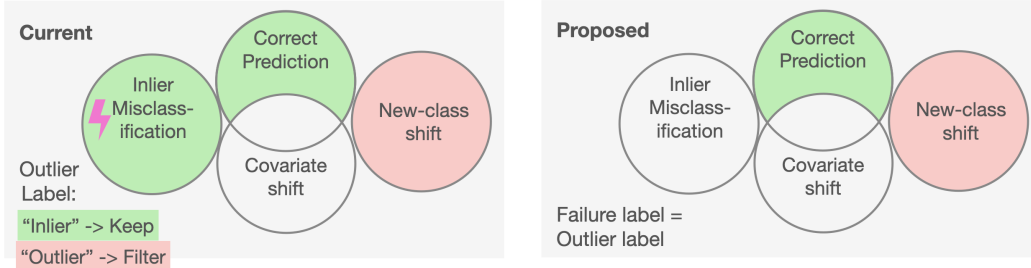 Current
Correct
Prediction
Inlier
Misclass-
ification
New-class
shift
Covariate
shift
Outlier
Label:
“Inlier” -> Keep
“Outlier” -> Filter
Proposed
Correct
Prediction
Inlier
Misclass-
ification
New-class
shift
Covariate
shift
Failure label =
Outlier label